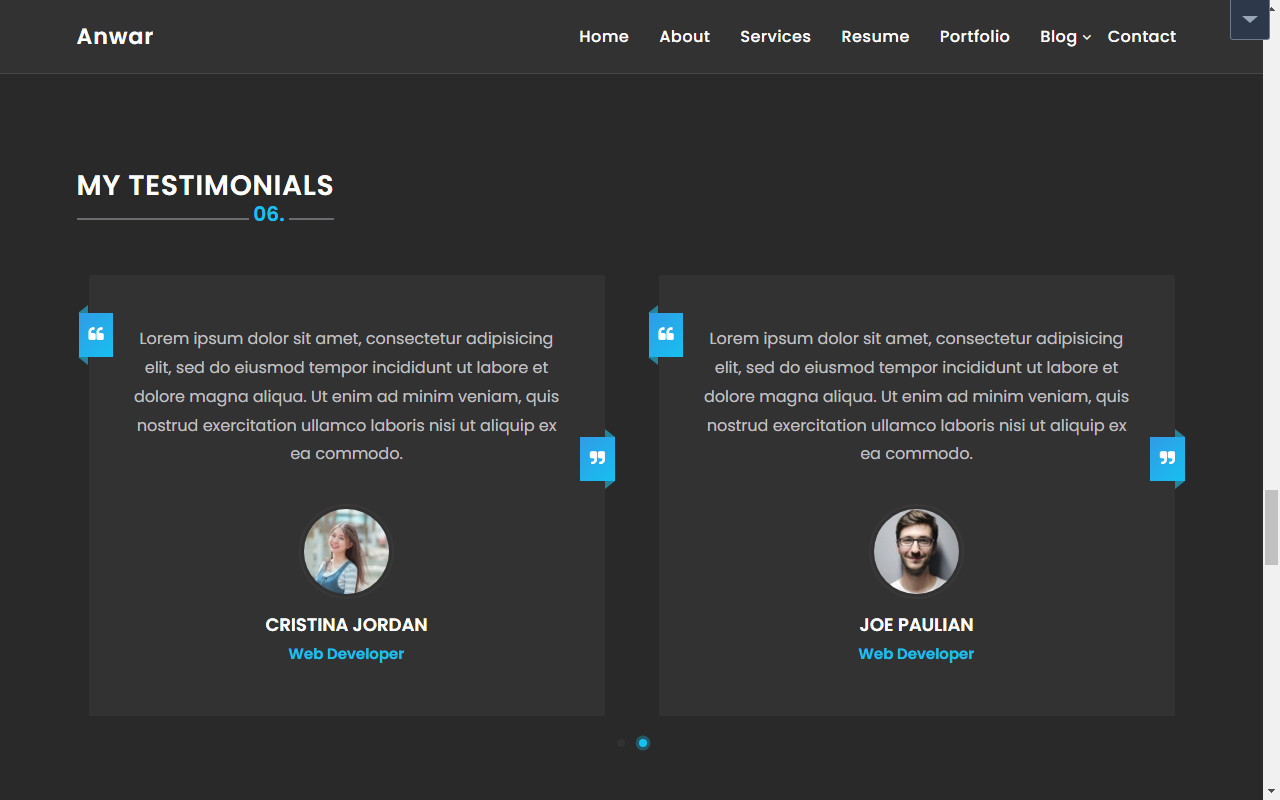 Anwar
Home About Services Resume Portfolio Blog Contact
MY TESTIMONIALS
06.
Lorem ipsum dolor sit amet, consectetur adipisicing
elit, sed do eiusmod tempor incididunt ut labore et
dolore magna aliqua. Ut enim ad minim veniam, quis
nostrud exercitation ullamco laboris nisi ut aliquip ex
ea commodo.
CRISTINA JORDAN
Web Developer
Lorem ipsum dolor sit amet, consectetur adipisicing
elit, sed do eiusmod tempor incididunt ut labore et
dolore magna aliqua. Ut enim ad minim veniam, quis
nostrud exercitation ullamco laboris nisi ut aliquip ex
ea commodo.
JOE PAULIAN
Web Developer